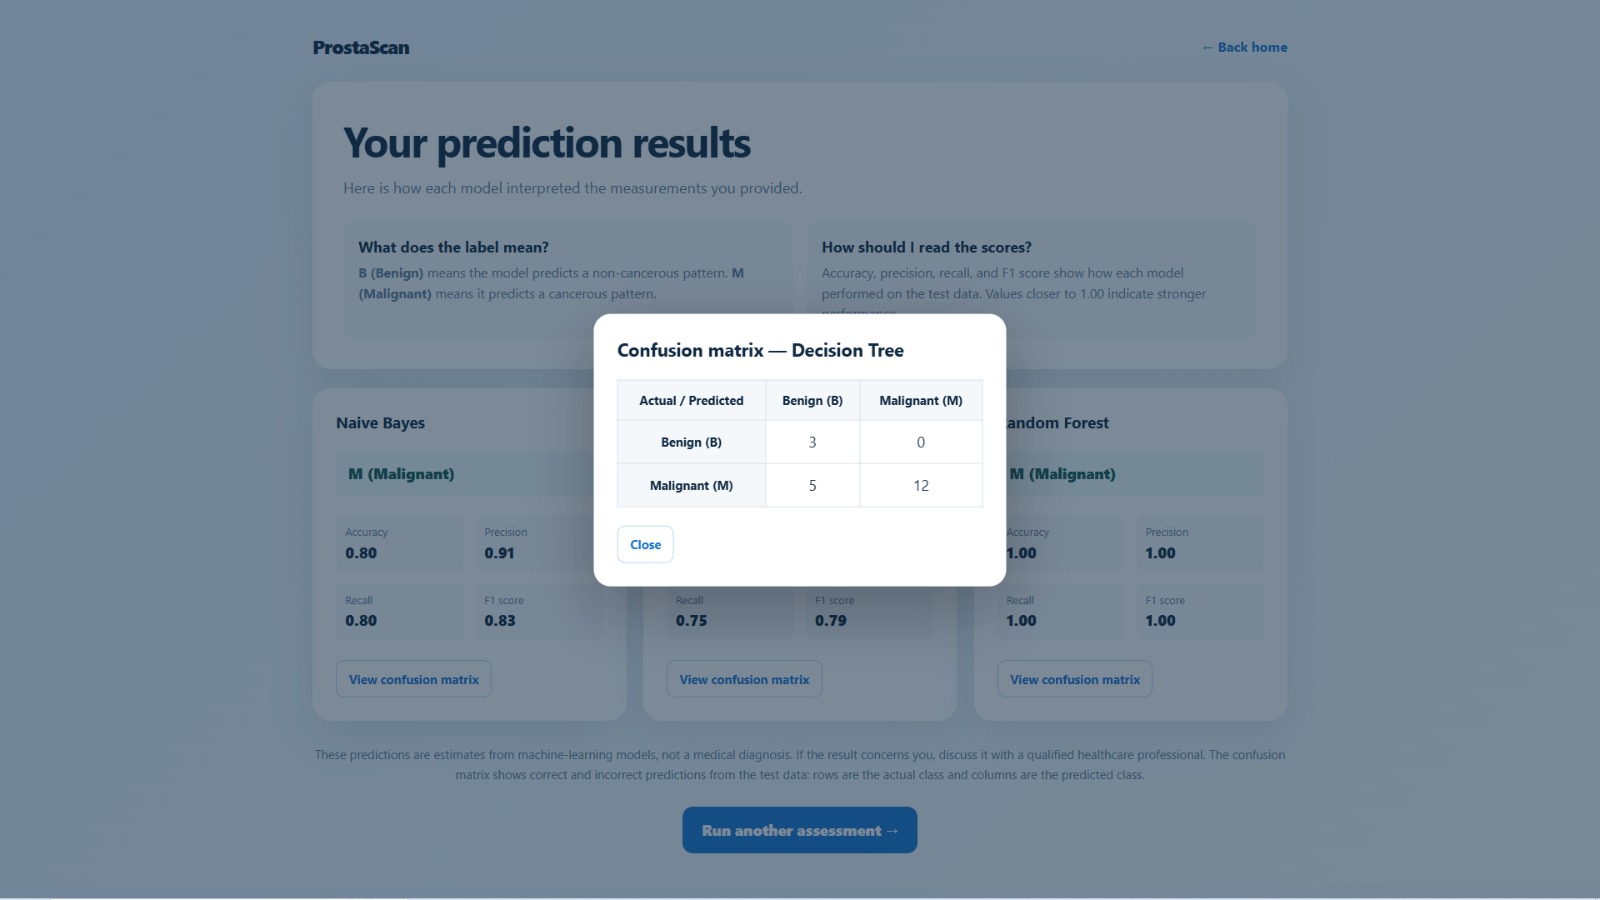 ProstaScan
← Back home
Your prediction results
Here is how each model interpreted the measurements you provided.
What does the label mean?
B (Benign) means the model predicts a non-cancerous pattern. M
(Malignant) means it predicts a cancerous pattern.
How should I read the scores?
Accuracy, precision, recall, and F1 score show how each model
performed on the test data. Values closer to 1.00 indicate stronger
performance.
Confusion matrix — Decision Tree
Actual / Predicted Benign (B) Malignant (M)
Benign (B) 3 0
Malignant (M) 5 12
Close
Naive Bayes
M (Malignant)
Accuracy Precision
0.80 0.91
Recall F1 score
0.80 0.83
View confusion matrix
Recall F1 score
0.75 0.79
View confusion matrix
andom Forest
M (Malignant)
Accuracy Precision
1.00 1.00
Recall F1 score
1.00 1.00
View confusion matrix
These predictions are estimates from machine-learning models, not a medical diagnosis. If the result concerns you, discuss it with a qualified healthcare professional. The confusion
matrix shows correct and incorrect predictions from the test data: rows are the actual class and columns are the predicted class.
Run another assessment →